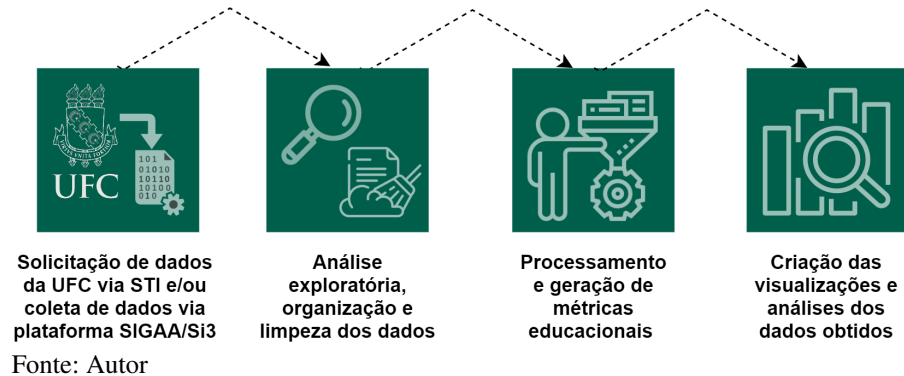 UFC
101
01010
10110
10100
010
Solicitação de dados
da UFC via STI e/ou
coleta de dados via
plataforma SIGAA/Si3
Análise
exploratória,
organização e
limpeza dos dados
Processamento
e geração de
métricas
educacionais
Criação das
visualizações e
análises dos
dados obtidos
Fonte: Autor